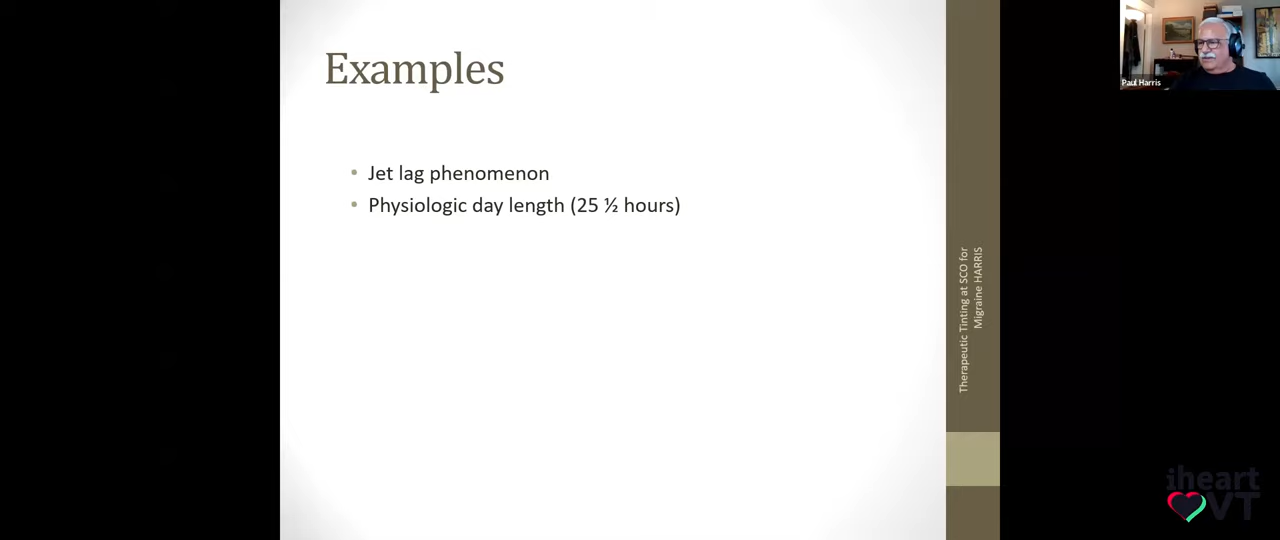 Examples
• Jet lag phenomenon
• Physiologic day length (25 ½ hours)
Therapeutic Tinting at SCO for
Migraine HARRIS
Paul Harris
iheart
VT